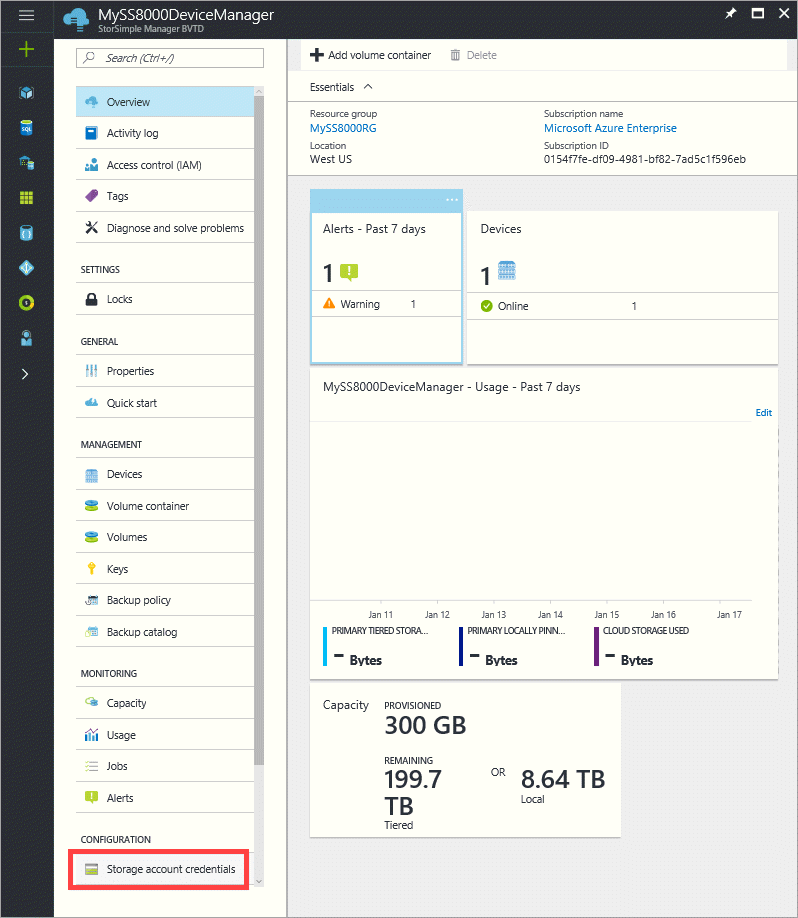 MySS8000DeviceManager
StorSimple Manager BVTD
Search (Ctrl+/)
Overview
Activity log
Access control (IAM)
Tags
Diagnose and solve problems
SETTINGS
Locks
GENERAL
Properties
Quick start
MANAGEMENT
Devices
Volume container
Volumes
Keys
Backup policy
Backup catalog
MONITORING
Capacity
Usage
Jobs
Alerts
CONFIGURATION
Storage account credentials
Add volume container Delete
Essentials
Resource group
MySS8000RG
Location
West US
Subscription name
Microsoft Azure Enterprise
Subscription ID
0154f7fe-df09-4981-bf82-7ad5c1f596eb
Alerts - Past 7 days
1
Warning 1
Devices
1
Online 1
MySS8000DeviceManager - Usage - Past 7 days
Edit
Jan 11 Jan 12 Jan 13 Jan 14 Jan 15 Jan 16 Jan 17
PRIMARY TIERED STORA...
- Bytes
PRIMARY LOCALLY PINN...
- Bytes
CLOUD STORAGE USED
- Bytes
Capacity
PROVISIONED
300 GB
REMAINING
199.7
TB
Tiered
OR
8.64 TB
Local
SQL